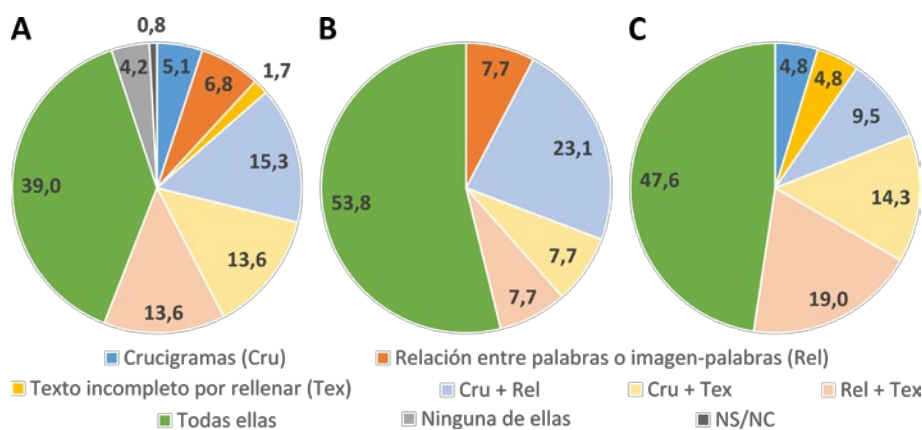 A
B
C
0,8
4,2
5,1
6,8
1,7
15,3
13,6
13,6
39,0
7,7
23,1
7,7
7,7
53,8
4,8
4,8
9,5
14,3
19,0
47,6
Crucigramas (Cru)
Relación entre palabras o imagen-palabras (Rel)
Texto incompleto por rellenar (Tex)
Cru + Rel
Cru + Tex
Rel + Tex
Todas ellas
Ninguna de ellas
NS/NC